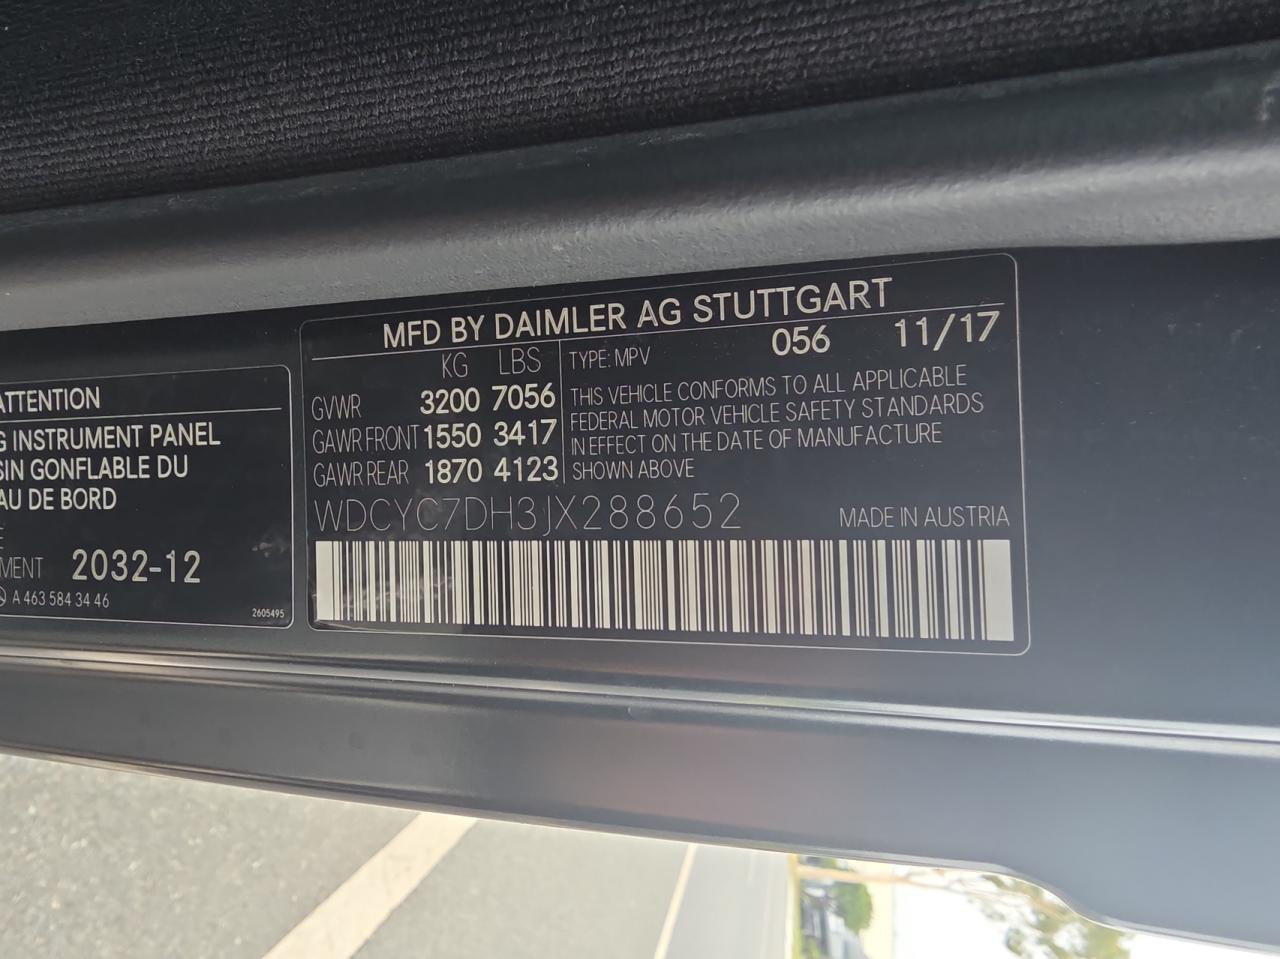 ATTENTION
G INSTRUMENT PANEL
SIN GONFLABLE DU
AU DE BORD
MENT 2032-12
A 463 584 34 46
2605495
MFD BY DAIMLER AG STUTTGART
KG LBS
GVWR 3200 7056
GAWR FRONT 1550 3417
GAWR REAR 1870 4123
TYPE: MPV 056 11/17
THIS VEHICLE CONFORMS TO ALL APPLICABLE
FEDERAL MOTOR VEHICLE SAFETY STANDARDS
IN EFFECT ON THE DATE OF MANUFACTURE
SHOWN ABOVE
WDCYC7DH3JX288652 MADE IN AUSTRIA